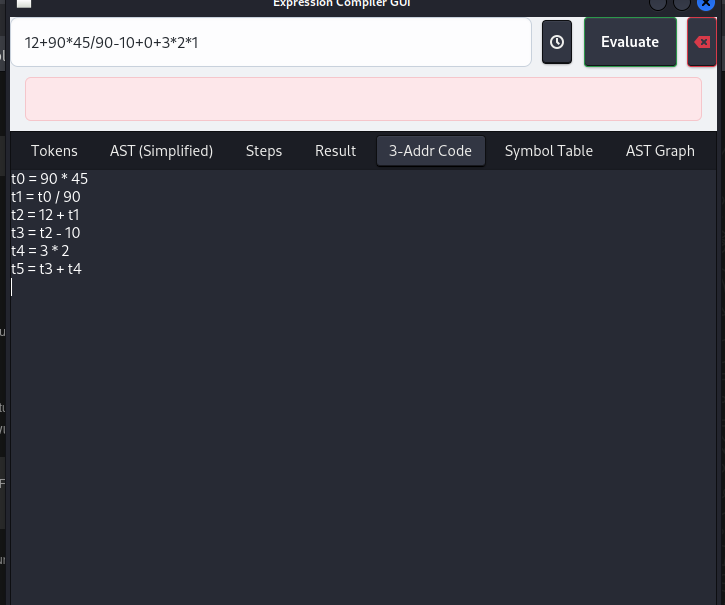 Expression Compiler GUI
12+90*45/90-10+0+3*2*1
Evaluate
Tokens AST (Simplified) Steps Result 3-Addr Code Symbol Table AST Graph
t0 = 90 * 45
t1 = t0 / 90
t2 = 12 + t1
t3 = t2 - 10
t4 = 3 * 2
t5 = t3 + t4